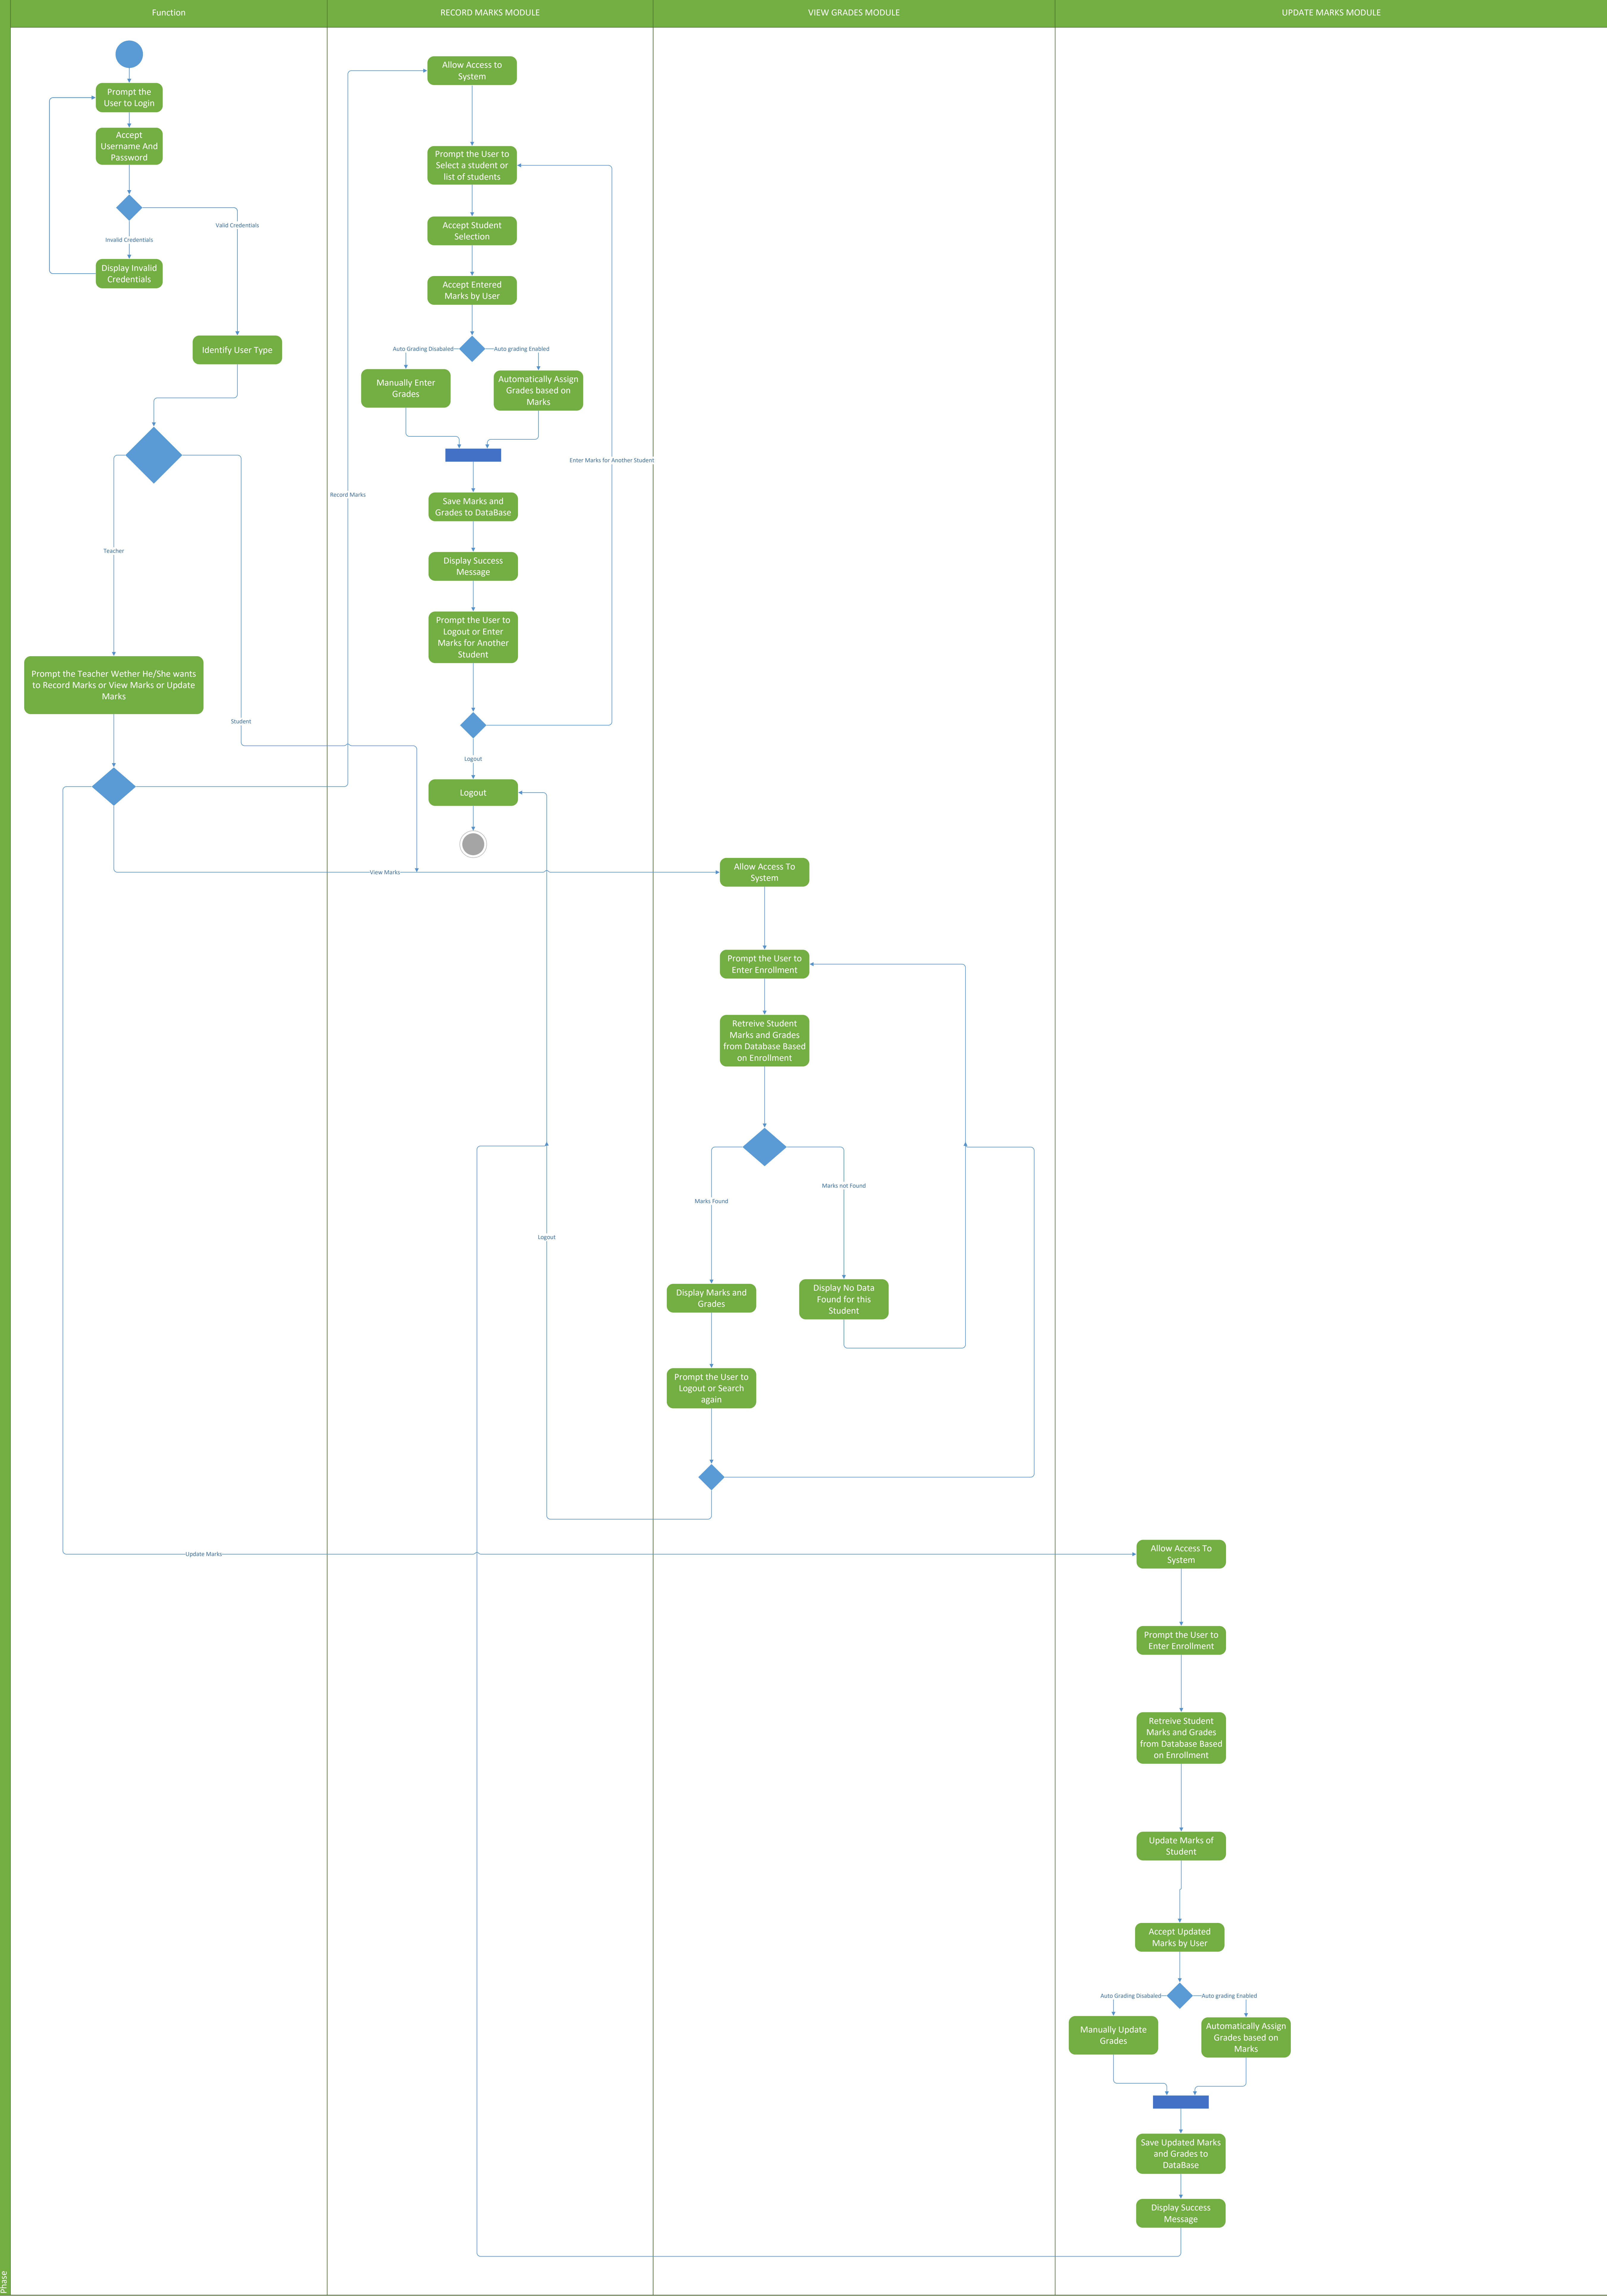 Function
RECORD MARKS MODULE
VIEW GRADES MODULE
UPDATE MARKS MODULE
Prompt the
User to Login
Accept
Username And
Password
Valid Credentials
Invalid Credentials
Display Invalid
Credentials
Identify User Type
Teacher
Student
Prompt the Teacher Wether He/She wants
to Record Marks or View Marks or Update
Marks
Record Marks
View Marks
Update Marks
Allow Access to
System
Prompt the User to
Select a student or
list of students
Accept Student
Selection
Accept Entered
Marks by User
Auto Grading Disabaled
Auto grading Enabled
Manually Enter
Grades
Automatically Assign
Grades based on
Marks
Enter Marks for Another Student
Save Marks and
Grades to DataBase
Display Success
Message
Prompt the User to
Logout or Enter
Marks for Another
Student
Logout
Logout
Allow Access To
System
Prompt the User to
Enter Enrollment
Retreive Student
Marks and Grades
from Database Based
on Enrollment
Marks Found
Marks not Found
Logout
Display Marks and
Grades
Display No Data
Found for this
Student
Prompt the User to
Logout or Search
again
Allow Access To
System
Prompt the User to
Enter Enrollment
Retreive Student
Marks and Grades
from Database Based
on Enrollment
Update Marks of
Student
Accept Updated
Marks by User
Auto Grading Disabaled
Auto grading Enabled
Manually Update
Grades
Automatically Assign
Grades based on
Marks
Save Updated Marks
and Grades to
DataBase
Display Success
Message
Phase